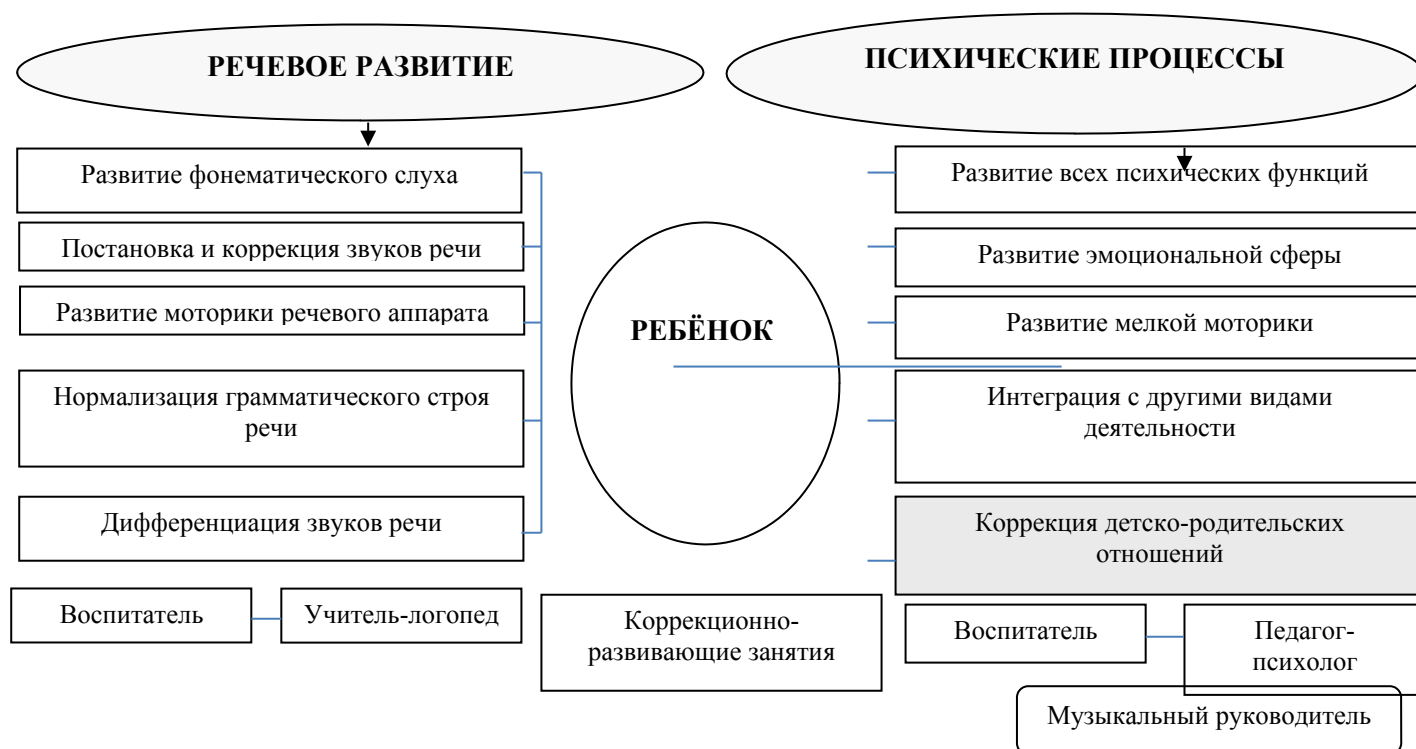 РЕЧЕВОЕ РАЗВИТИЕ
ПСИХИЧЕСКИЕ ПРОЦЕССЫ
Развитие фонематического слуха
Постановка и коррекция звуков речи
Развитие моторики речевого аппарата
Нормализация грамматического строя
речи
Дифференциация звуков речи
РЕБЁНОК
Развитие всех психических функций
Развитие эмоциональной сферы
Развитие мелкой моторики
Интеграция с другими видами
деятельности
Коррекция детско-родительских
отношений
Воспитатель
Учитель-логопед
Коррекционно-
развивающие занятия
Воспитатель
Педагог-
психолог
Музыкальный руководитель